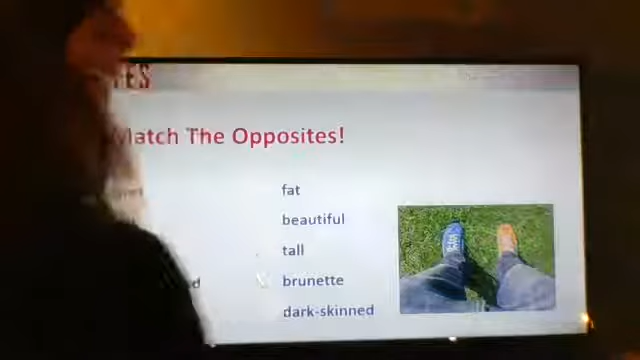 Match The Opposites!
fat
beautiful
tall
brunette
dark-skinned